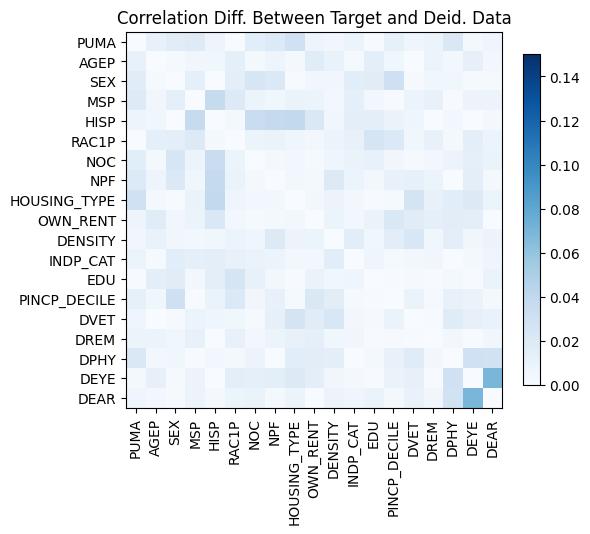 Correlation Diff. Between Target and Deid. Data
PUMA
AGEP
SEX
MSP
HISP
RAC1P
NOC
NPF
HOUSING_TYPE
OWN_RENT
DENSITY
INDP_CAT
EDU
PINCP_DECILE
DVET
DREM
DPHY
DEYE
DEAR
PUMA
AGEP
SEX
MSP
HISP
RAC1P
NOC
NPF
HOUSING_TYPE
OWN_RENT
DENSITY
INDP_CAT
EDU
PINCP_DECILE
DVET
DREM
DPHY
DEYE
DEAR
0.14
0.12
0.10
0.08
0.06
0.04
0.02
0.00